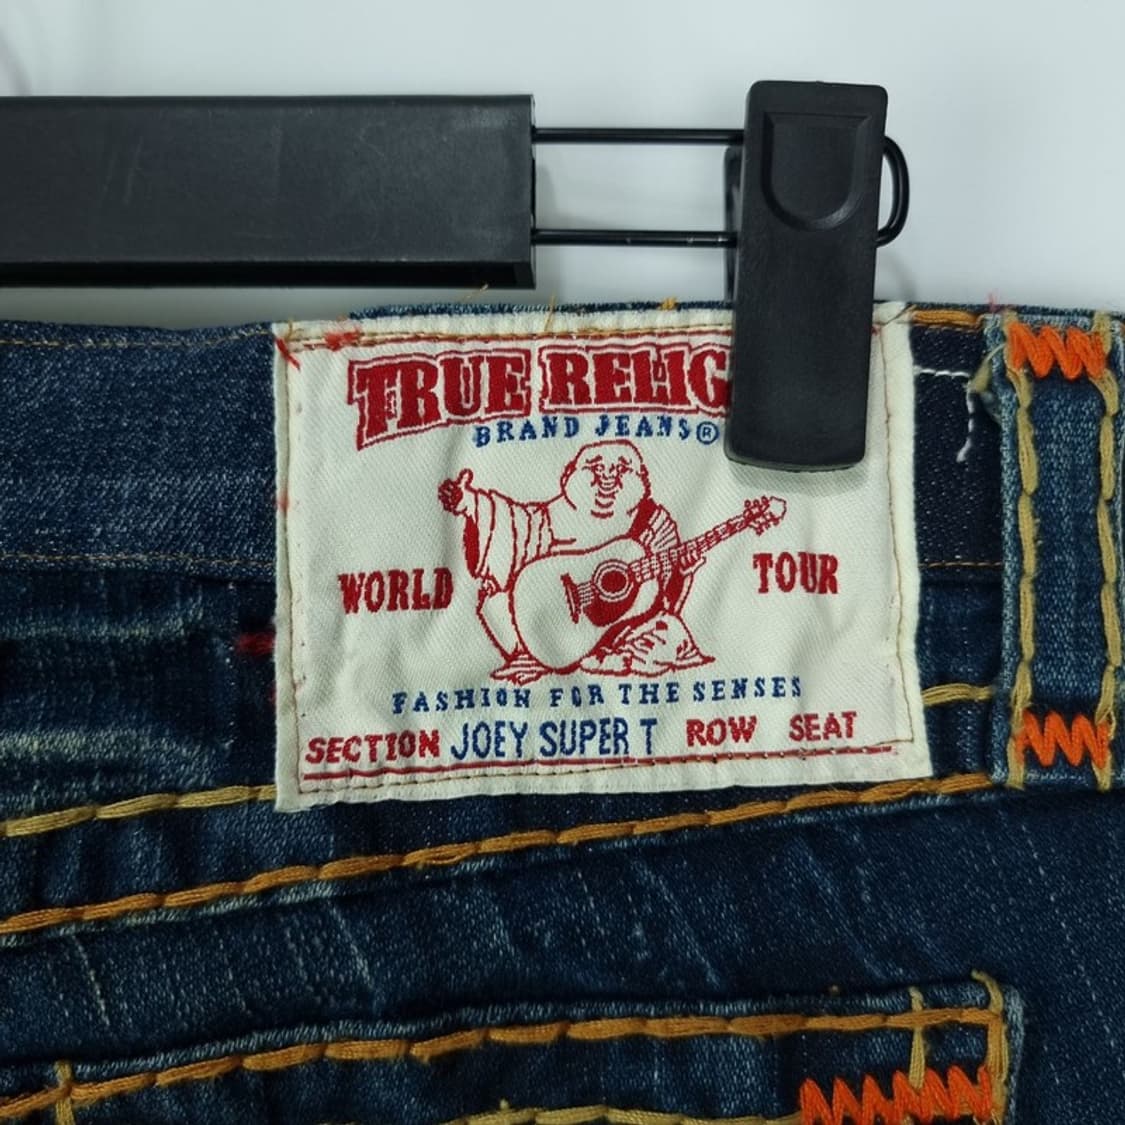 TRUE RELIG
BRAND JEANS®
WORLD TOUR
FASHION FOR THE SENSES
SECTION JOEY SUPER T ROW SEAT